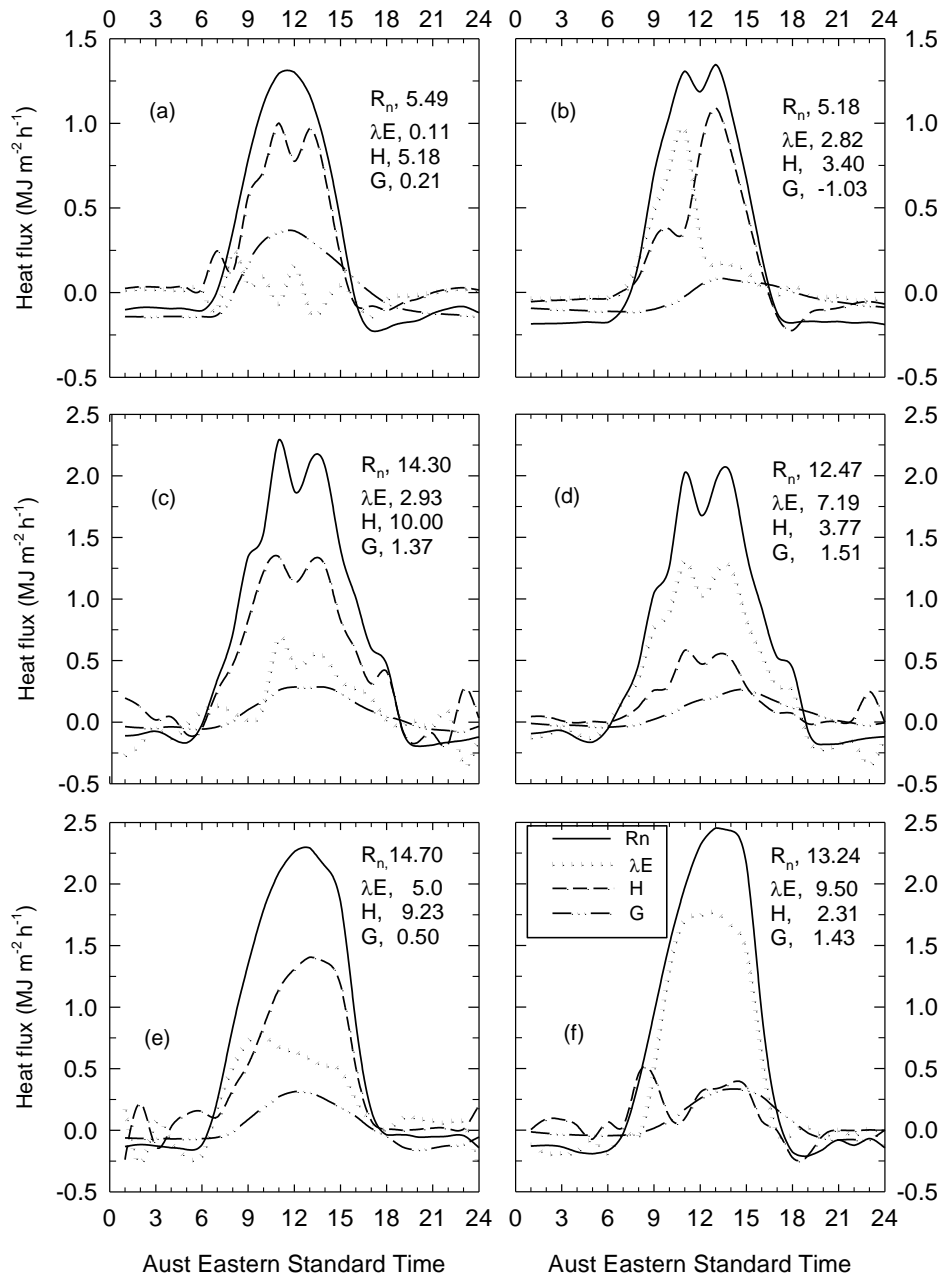 0 3 6 9 12 15 18 21 24 0 3 6 9 12 15 18 21 24
1.5
1.0
0.5
0.0
-0.5
Heat flux (MJ m⁻² h⁻¹)
(a)
Rₙ, 5.49
λE, 0.11
H, 5.18
G, 0.21
(b)
Rₙ, 5.18
λE, 2.82
H, 3.40
G, -1.03
1.5
1.0
0.5
0.0
-0.5
2.5
2.0
1.5
1.0
0.5
0.0
-0.5
Heat flux (MJ m⁻² h⁻¹)
(c)
Rₙ, 14.30
λE, 2.93
H, 10.00
G, 1.37
(d)
Rₙ, 12.47
λE, 7.19
H, 3.77
G, 1.51
2.5
2.0
1.5
1.0
0.5
0.0
-0.5
2.5
2.0
1.5
1.0
0.5
0.0
-0.5
Heat flux (MJ m⁻² h⁻¹)
(e)
Rₙ, 14.70
λE, 5.0
H, 9.23
G, 0.50
Rn
λE
H
G
(f)
Rₙ, 13.24
λE, 9.50
H, 2.31
G, 1.43
2.5
2.0
1.5
1.0
0.5
0.0
-0.5
0 3 6 9 12 15 18 21 24 0 3 6 9 12 15 18 21 24
Aust Eastern Standard Time Aust Eastern Standard Time